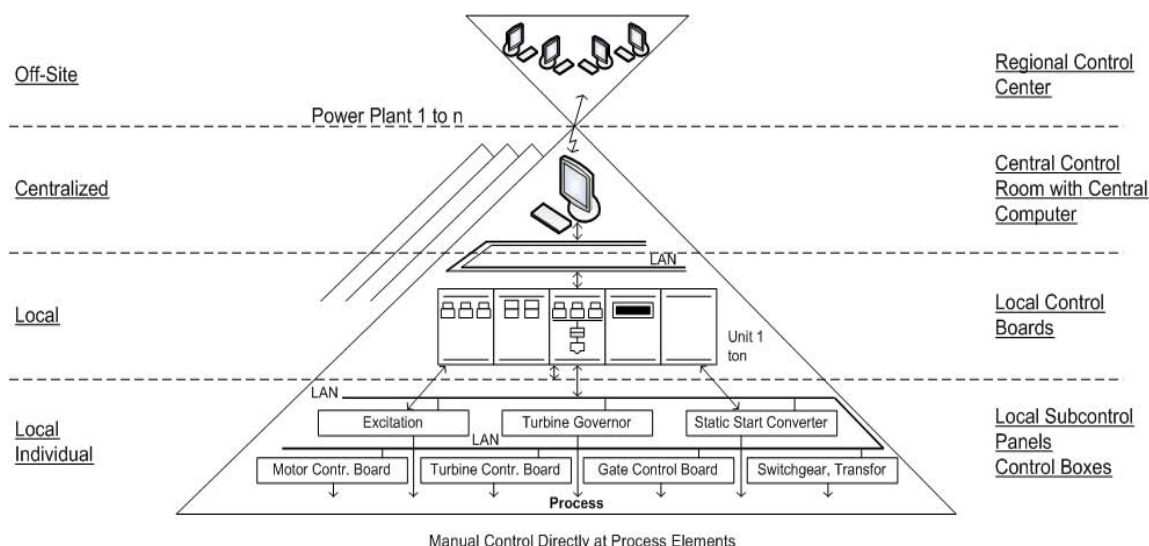 Off-Site
Regional Control
Center
Power Plant 1 to n
Centralized
Central Control
Room with Central
Computer
LAN
Local
Local Control
Boards
Unit 1
ton
LAN
Local
Individual
Excitation
Turbine Governor
Static Start Converter
Local Subcontrol
Panels
Control Boxes
LAN
Motor Contr. Board
Turbine Contr. Board
Gate Control Board
Switchgear, Transfor
Process
Manual Control Directly at Process Elements